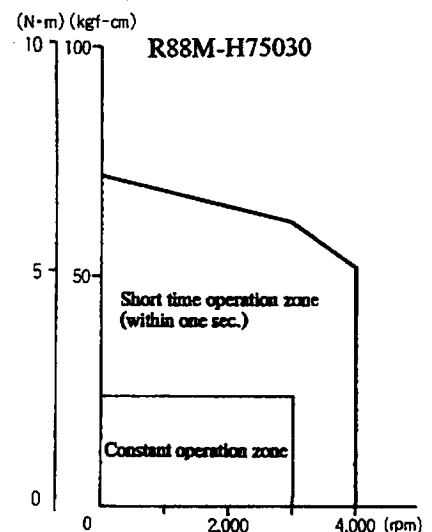 (N·m) (kgf-cm)
R88M-H75030
10 100
5 50
Short time operation zone
(within one sec.)
Constant operation zone
0
0 2,000 4,000 (rpm)